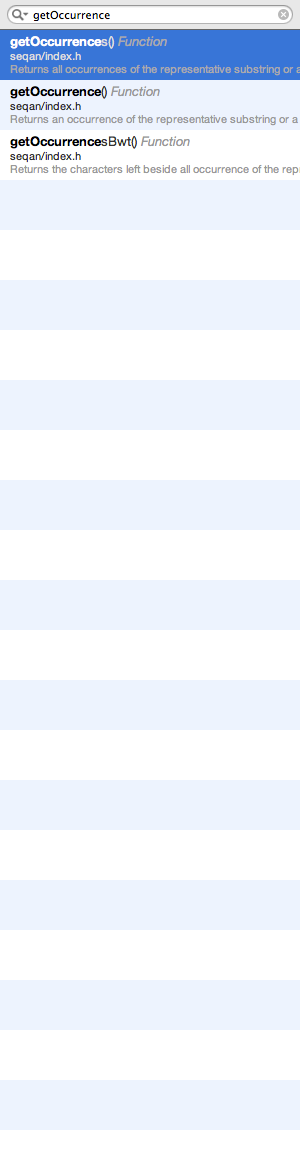 getOccurrence
getOccurrences() Function
seqan/index.h
Returns all occurrences of the representative substring or a
getOccurrence() Function
seqan/index.h
Returns an occurrence of the representative substring or a
getOccurrencesBwt() Function
seqan/index.h
Returns the characters left beside all occurrence of the rep